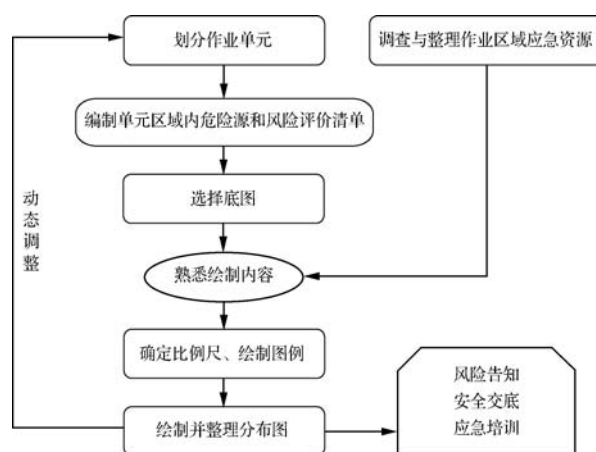 划分作业单元
调查与整理作业区域应急资源
编制单元区域内危险源和风险评价清单
选择底图
动态调整
熟悉绘制内容
确定比例尺、绘制图例
绘制并整理分布图
风险告知
安全交底
应急培训